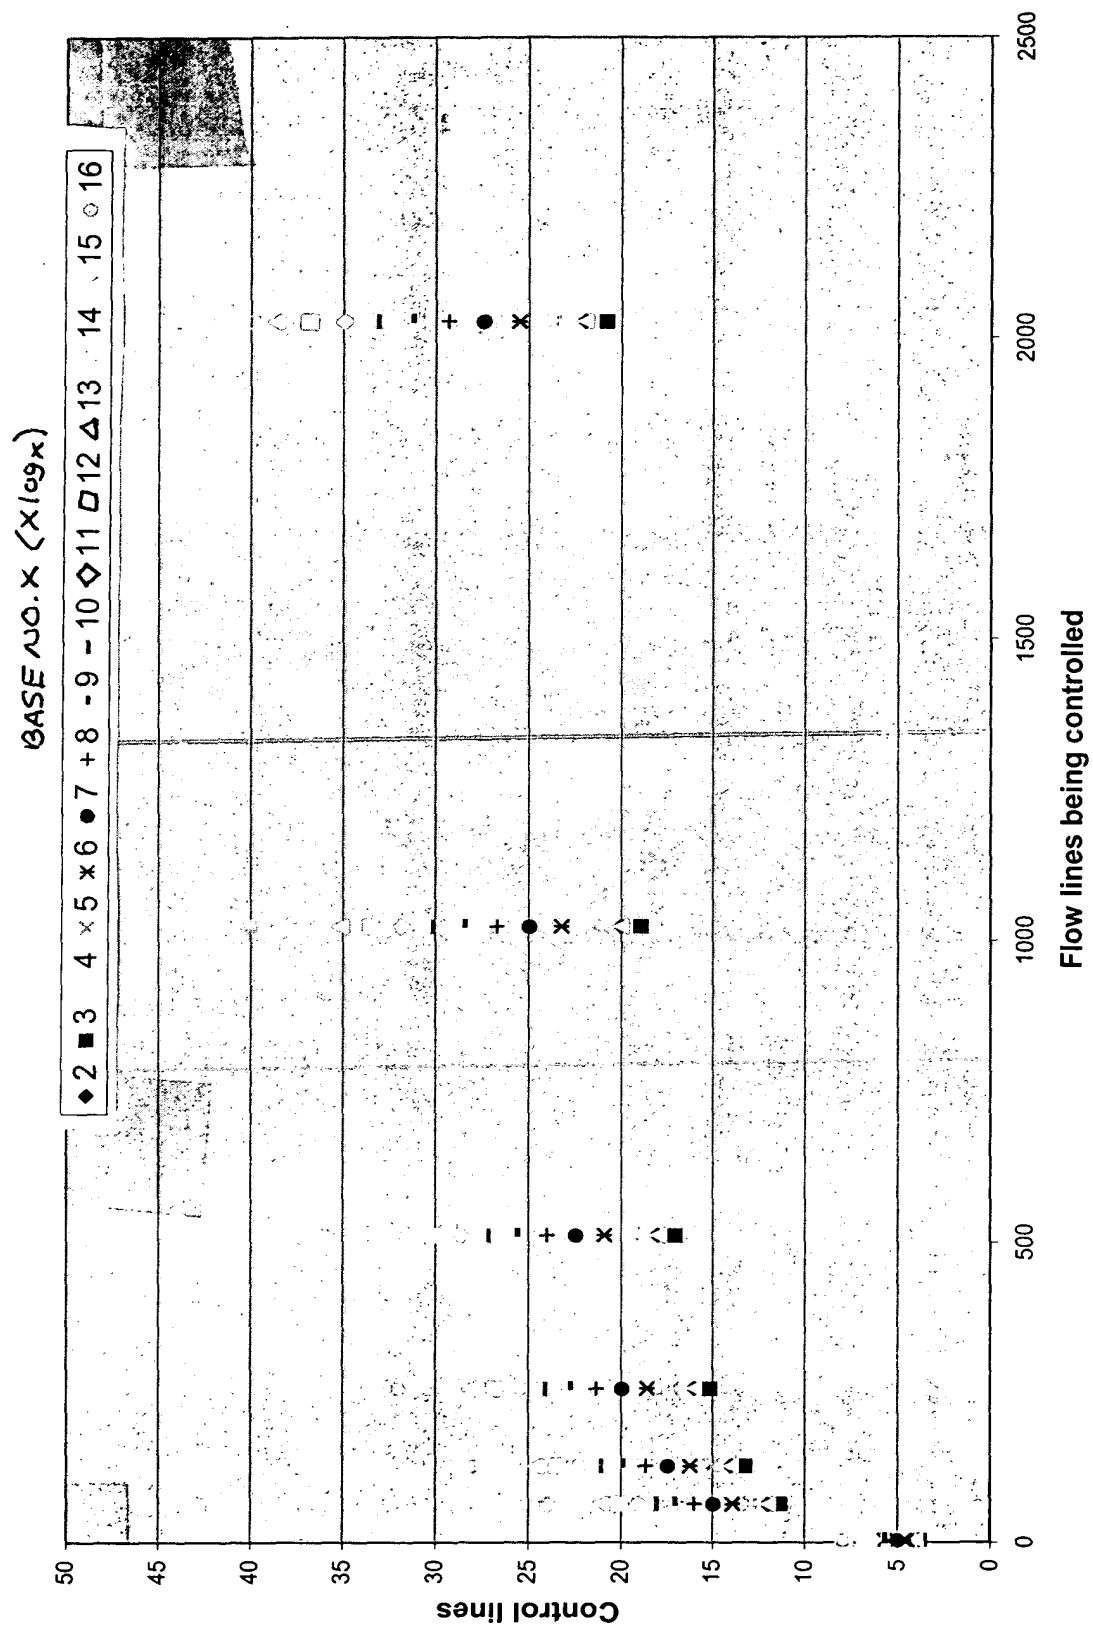 BASE NO. X (X log x)
◆ 2 ■ 3 4 × 5 ж 6 ● 7 + 8 - 9 – 10 ◇ 11 □ 12 △ 13 14 15 ○ 16
Control lines
50
45
40
35
30
25
20
15
10
5
0
0 500 1000 1500 2000 2500
Flow lines being controlled